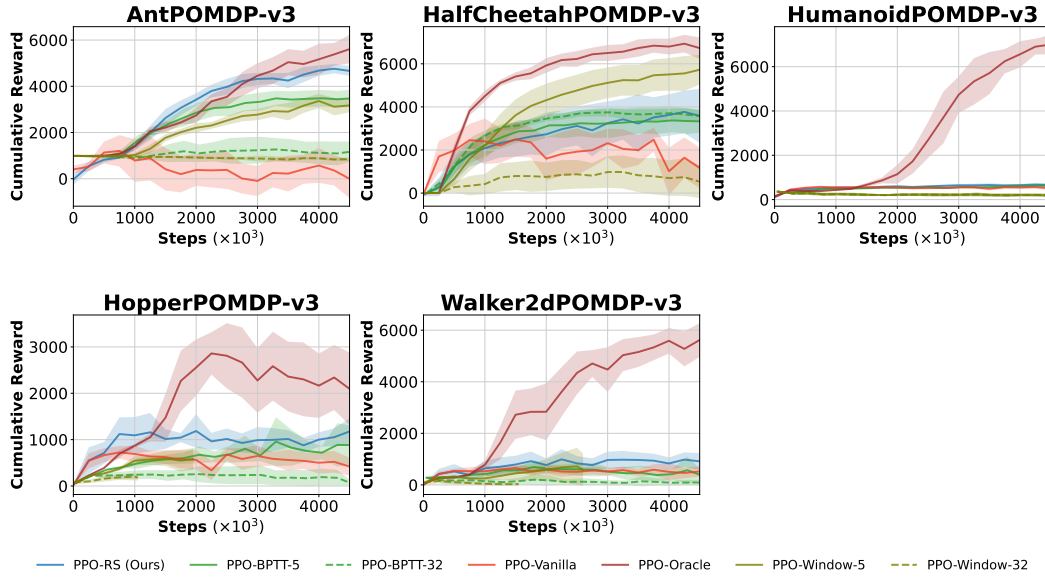 AntPOMDP-v3
HalfCheetahPOMDP-v3
HumanoidPOMDP-v3
Cumulative Reward
6000
4000
2000
0
0
1000
2000
3000
4000
Steps (×10³)
Cumulative Reward
6000
4000
2000
0
0
1000
2000
3000
4000
Steps (×10³)
Cumulative Reward
6000
4000
2000
0
0
1000
2000
3000
4000
Steps (×10³)
HopperPOMDP-v3
Walker2dPOMDP-v3
Cumulative Reward
3000
2000
1000
0
0
1000
2000
3000
4000
Steps (×10³)
Cumulative Reward
6000
4000
2000
0
0
1000
2000
3000
4000
Steps (×10³)
PPO-RS (Ours)
PPO-BPTT-5
PPO-BPTT-32
PPO-Vanilla
PPO-Oracle
PPO-Window-5
PPO-Window-32